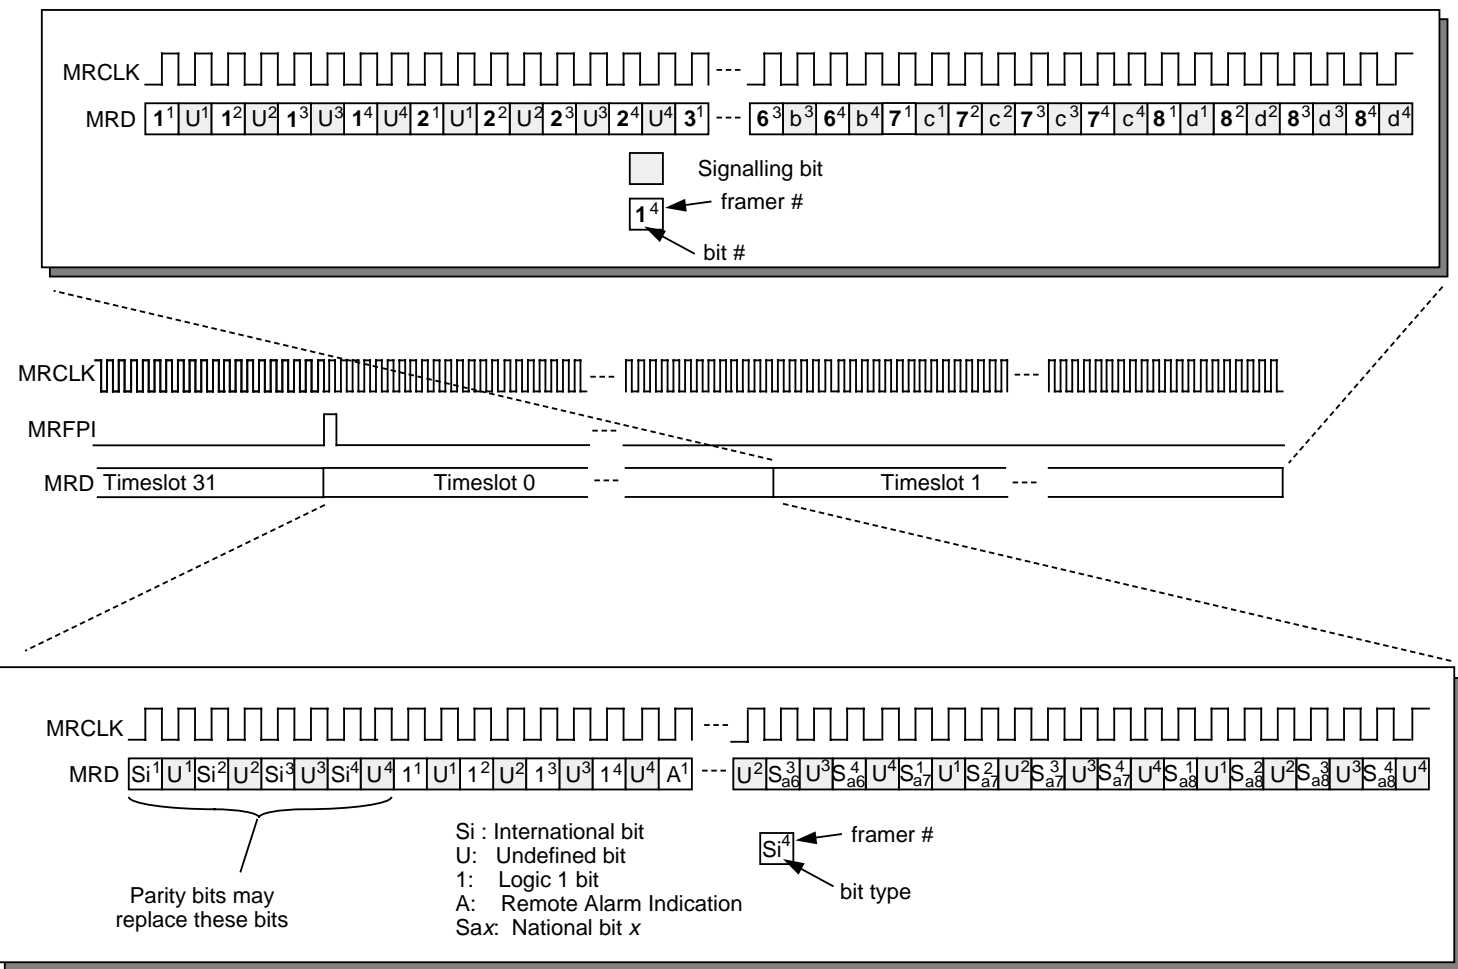 MRCLK ---
MRD 1¹ U¹ 1² U² 1³ U³ 1⁴ U⁴ 2¹ U¹ 2² U² 2³ U³ 2⁴ U⁴ 3¹ --- 6³ b³ 6⁴ b⁴ 7¹ c¹ 7² c² 7³ c³ 7⁴ c⁴ 8¹ d¹ 8² d² 8³ d³ 8⁴ d⁴
Signalling bit
1⁴ framer #
bit #
MRCLK --- ---
MRFPI ---
MRD Timeslot 31 Timeslot 0 --- Timeslot 1 ---
MRCLK ---
MRD Si¹ U¹ Si² U² Si³ U³ Si⁴ U⁴ 1¹ U¹ 1² U² 1³ U³ 1⁴ U⁴ A¹ --- U² Sa6³ U³ Sa6⁴ U⁴ Sa7¹ U¹ Sa7² U² Sa7³ U³ Sa7⁴ U⁴ Sa8¹ U¹ Sa8² U² Sa8³ U³ Sa8⁴ U⁴
Parity bits may
replace these bits
Si : International bit
U: Undefined bit
1: Logic 1 bit
A: Remote Alarm Indication
Sax: National bit x
Si⁴ framer #
bit type